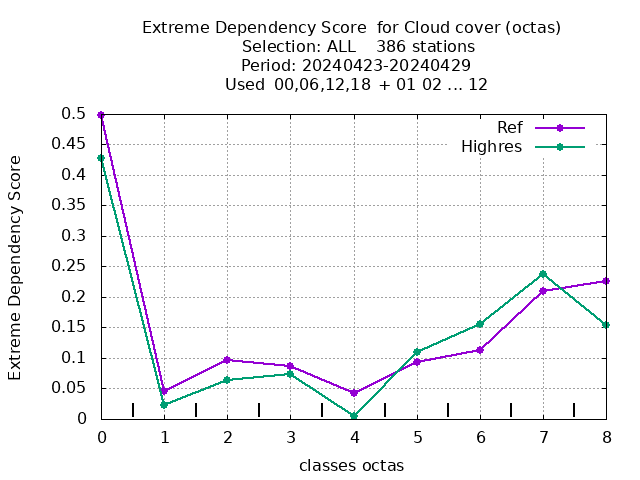 Extreme Dependency Score  for Cloud cover (octas)
Selection: ALL    386 stations
Period: 20240423-20240429
Used  00,06,12,18 + 01 02 ... 12
Ref
Highres
Extreme Dependency Score
0.5
0.45
0.4
0.35
0.3
0.25
0.2
0.15
0.1
0.05
0
0 1 2 3 4 5 6 7 8
classes octas